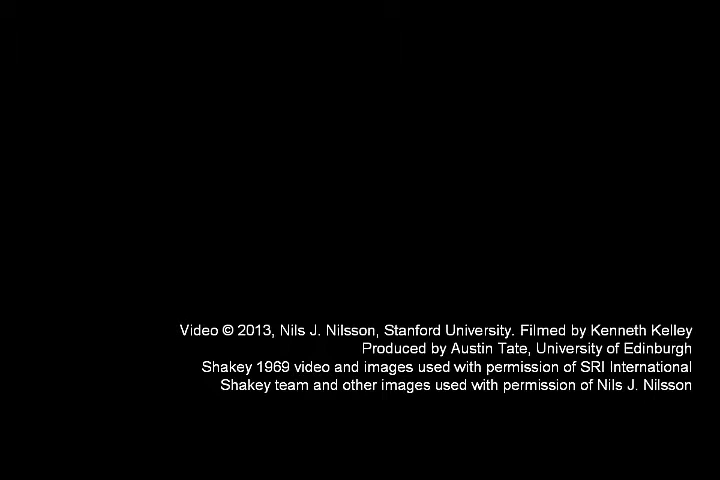 Video © 2013, Nils J. Nilsson, Stanford University. Filmed by Kenneth Kelley
Produced by Austin Tate, University of Edinburgh
Shakey 1969 video and images used with permission of SRI International
Shakey team and other images used with permission of Nils J. Nilsson